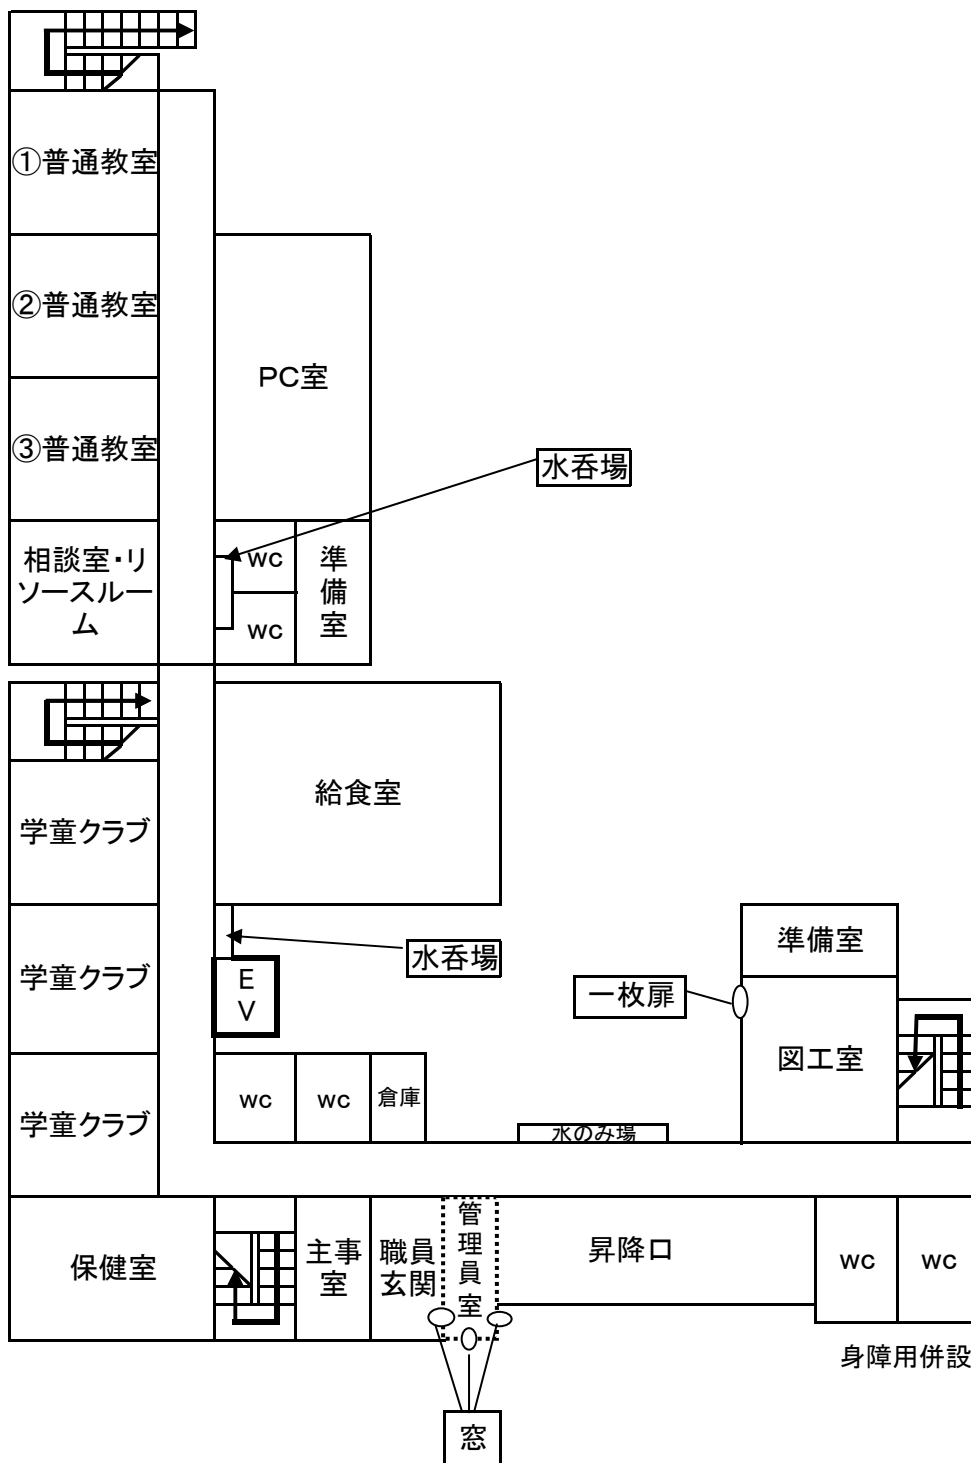 ①普通教室
②普通教室
PC室
③普通教室
水呑場
相談室・リ
ソースルー
ム
WC
WC
準
備
室
給食室
学童クラブ
学童クラブ
水呑場
E
V
準備室
一枚扉
図工室
学童クラブ
WC
WC
倉庫
水のみ場
保健室
主事
室
職員
玄関
管
理
員
室
昇降口
WC
WC
身障用併設
窓